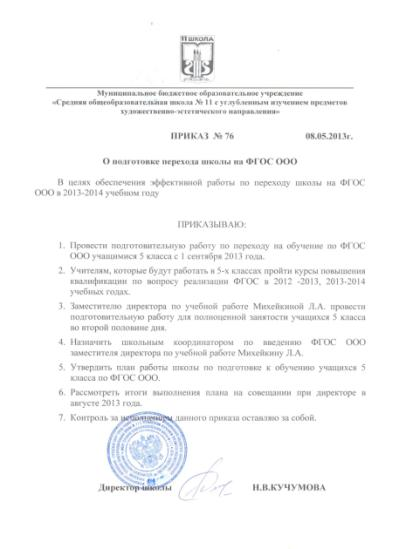 11 ШКОЛА
Муниципальное бюджетное образовательное учреждение
«Средняя общеобразовательная школа № 11 с углубленным изучением предметов
художественно-эстетического направления»
ПРИКАЗ № 76 08.05.2013г.
О подготовке перехода школы на ФГОС ООО
В целях обеспечения эффективной работы по переходу школы на ФГОС
ООО в 2013-2014 учебном году
ПРИКАЗЫВАЮ:
1. Провести подготовительную работу по переходу на обучение по ФГОС
ООО учащимися 5 класса с 1 сентября 2013 года.
2. Учителям, которые будут работать в 5-х классах пройти курсы повышения
квалификации по вопросу реализации ФГОС в 2012 -2013, 2013-2014
учебных годах.
3. Заместителю директора по учебной работе Михейкиной Л.А. провести
подготовительную работу для полноценной занятости учащихся 5 класса
во второй половине дня.
4. Назначить школьным координатором по введению ФГОС ООО
заместителя директора по учебной работе Михейкину Л.А.
5. Утвердить план работы школы по подготовке к обучению учащихся 5
класса по ФГОС ООО.
6. Рассмотреть итоги выполнения плана на совещании при директоре в
августе 2013 года.
7. Контроль за исполнением данного приказа оставляю за собой.
Директор школы Н.В.КУЧУМОВА